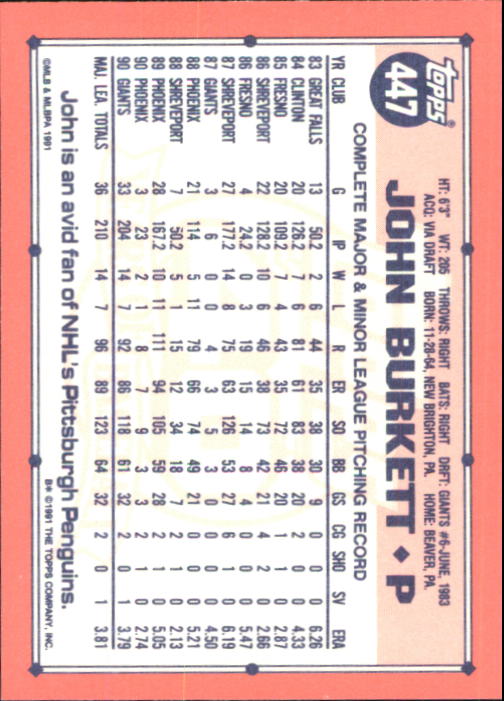 Topps®
447
HT: 6'3" WT: 205 THROWS: RIGHT BATS: RIGHT DRFT: GIANTS #6-JUNE, 1983
ACQ: VIA DRAFT BORN: 11-28-64, NEW BRIGHTON, PA. HOME: BEAVER, PA.
JOHN BURKETT ◆ P
COMPLETE MAJOR & MINOR LEAGUE PITCHING RECORD
YR CLUB G IP W L R ER SO BB GS CG SHO SV ERA
83 GREAT FALLS 13 50.2 2 6 44 35 38 30 9 0 0 0 6.26
84 CLINTON 20 126.2 7 6 81 61 83 38 20 2 0 0 4.33
85 FRESNO 20 109.2 7 4 43 35 72 46 20 1 1 0 2.87
86 SHREVEPORT 22 128.2 10 6 46 38 73 42 21 4 2 0 2.66
86 FRESNO 4 24.2 0 3 19 15 14 8 4 0 0 0 5.47
87 SHREVEPORT 27 177.2 14 8 75 63 126 53 27 6 1 0 6.19
87 GIANTS 3 6 0 0 4 3 5 3 0 0 0 0 4.50
88 PHOENIX 21 114 5 11 79 66 74 49 21 0 0 0 5.21
88 SHREVEPORT 7 50.2 5 1 15 12 34 18 7 2 1 0 2.13
89 PHOENIX 28 167.2 10 11 111 94 105 59 28 2 1 0 5.05
90 PHOENIX 3 23 2 1 8 7 9 3 3 2 1 0 2.74
90 GIANTS 33 204 14 7 92 86 118 61 32 2 0 1 3.79
MAJ. LEA. TOTALS 36 210 14 7 96 89 123 64 32 2 0 1 3.81
©MLB & MLBPA 1991 B* ©1991 THE TOPPS COMPANY, INC.
John is an avid fan of NHL's Pittsburgh Penguins.